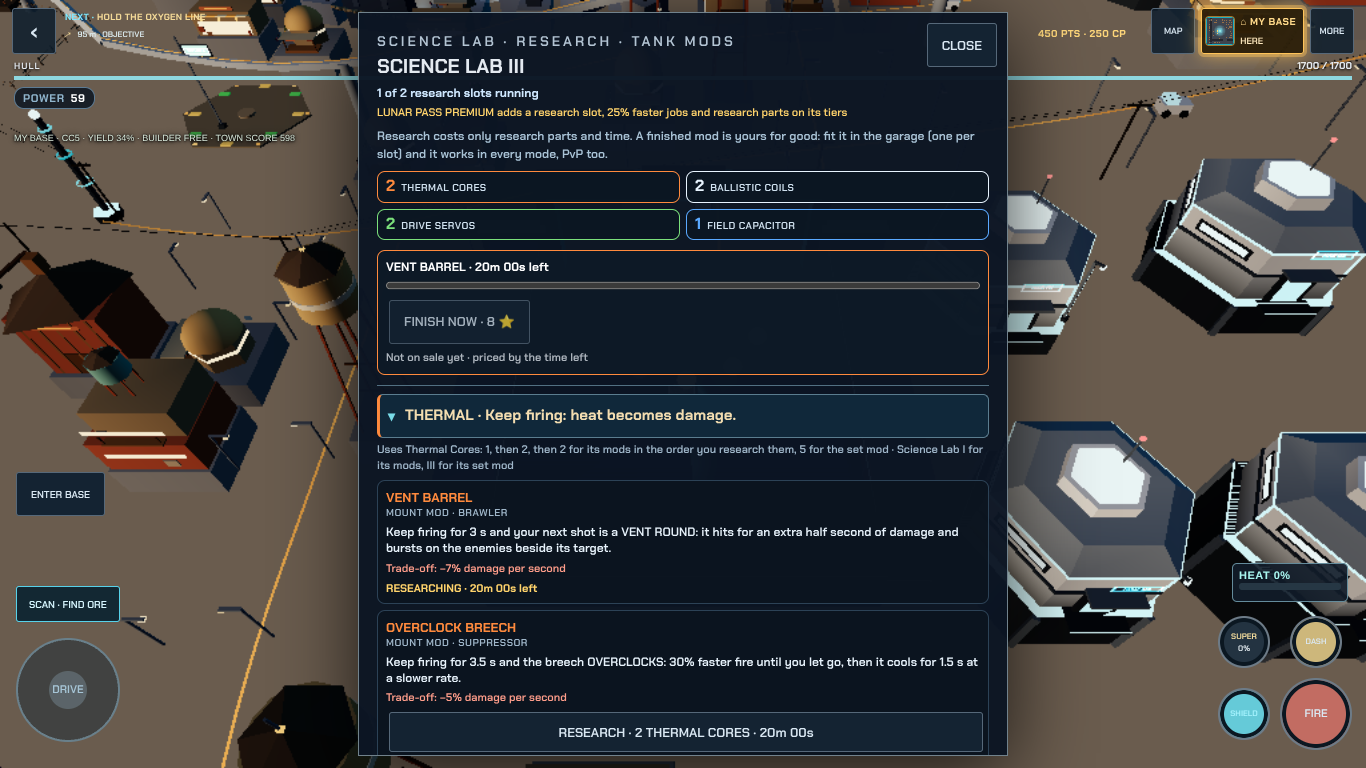 NEXT · HOLD THE OXYGEN LINE
95m · OBJECTIVE
HULL
POWER 59
MY BASE · CC5 · YIELD 34% · BUILDER FREE · TOWN SCORE 598
450 PTS · 250 CP
MAP
⌂ MY BASE
HERE
MORE
1700 / 1700
SCIENCE LAB · RESEARCH · TANK MODS
SCIENCE LAB III
CLOSE
1 of 2 research slots running
LUNAR PASS PREMIUM adds a research slot, 25% faster jobs and research parts on its tiers
Research costs only research parts and time. A finished mod is yours for good: fit it in the garage (one per
slot) and it works in every mode, PvP too.
2 THERMAL CORES
2 BALLISTIC COILS
2 DRIVE SERVOS
1 FIELD CAPACITOR
VENT BARREL · 20m 00s left
FINISH NOW · 8 ⭐
Not on sale yet · priced by the time left
▼ THERMAL · Keep firing: heat becomes damage.
Uses Thermal Cores: 1, then 2, then 2 for its mods in the order you research them, 5 for the set mod · Science Lab I for
its mods, III for its set mod
VENT BARREL
MOUNT MOD · BRAWLER
Keep firing for 3 s and your next shot is a VENT ROUND: it hits for an extra half second of damage and
bursts on the enemies beside its target.
Trade-off: −7% damage per second
RESEARCHING · 20m 00s left
OVERCLOCK BREECH
MOUNT MOD · SUPPRESSOR
Keep firing for 3.5 s and the breech OVERCLOCKS: 30% faster fire until you let go, then it cools for 1.5 s at
a slower rate.
Trade-off: −5% damage per second
RESEARCH · 2 THERMAL CORES · 20m 00s
ENTER BASE
SCAN · FIND ORE
DRIVE
HEAT 0%
SUPER
0%
DASH
SHIELD
FIRE